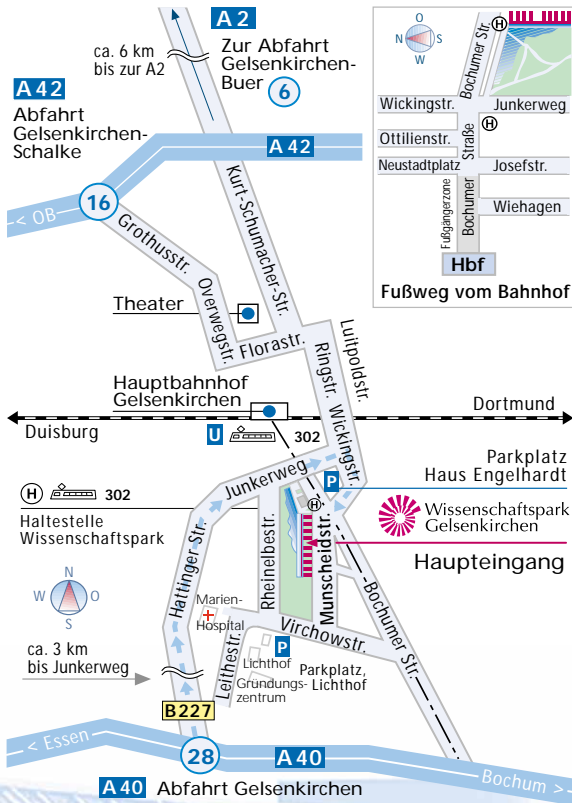 A 2
ca. 6 km
bis zur A2
Zur Abfahrt
Gelsenkirchen-
Buer
6
A 42
Abfahrt
Gelsenkirchen-
Schalke
A 42
16
< OB
Grothusstr.
Kurt-Schumacher-Str.
Overwegstr.
Theater
Florastr.
Luitpoldstr.
Ringstr.
Wickingstr.
Hauptbahnhof
Gelsenkirchen
Duisburg
Dortmund
U
302
H
302
Haltestelle
Wissenschaftspark
Junkerweg
P
H
Parkplatz
Haus Engelhardt
Wissenschaftspark
Gelsenkirchen
Haupteingang
Hattinger Str.
Rheinelbestr.
Munscheidstr.
Bochumer Str.
N
W
O
S
ca. 3 km
bis Junkerweg
Marien-
Hospital
Leithestr.
Virchowstr.
P
Lichthof
Gründungs-
zentrum
Parkplatz,
Lichthof
B227
< Essen
28
A 40
Bochum >
A 40
Abfahrt Gelsenkirchen
O
N
S
W
H
Bochumer Str.
Wickingstr.
Junkerweg
H
Ottilienstr.
Neustadtplatz
Josefstr.
Wiehagen
Fußgängerzone
Bochumer
Straße
Hbf
Fußweg vom Bahnhof